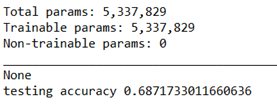 Total params: 5,337,829
Trainable params: 5,337,829
Non-trainable params: 0
None
testing accuracy 0.6871733011660636